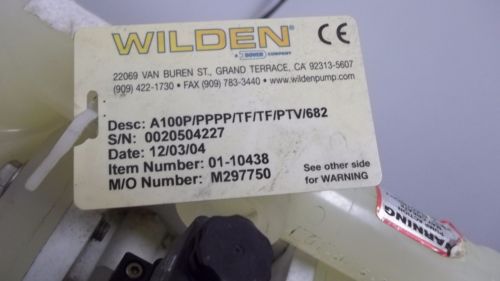 WILDEN
A DOVER COMPANY
CE
22069 VAN BUREN ST., GRAND TERRACE, CA 92313-5607
(909) 422-1730 • FAX (909) 783-3440 • www.wildenpump.com
Desc: A100P/PPPP/TF/TF/PTV/682
S/N: 0020504227
Date: 12/03/04
Item Number: 01-10438
M/O Number: M297750
See other side
for WARNING
WARNING